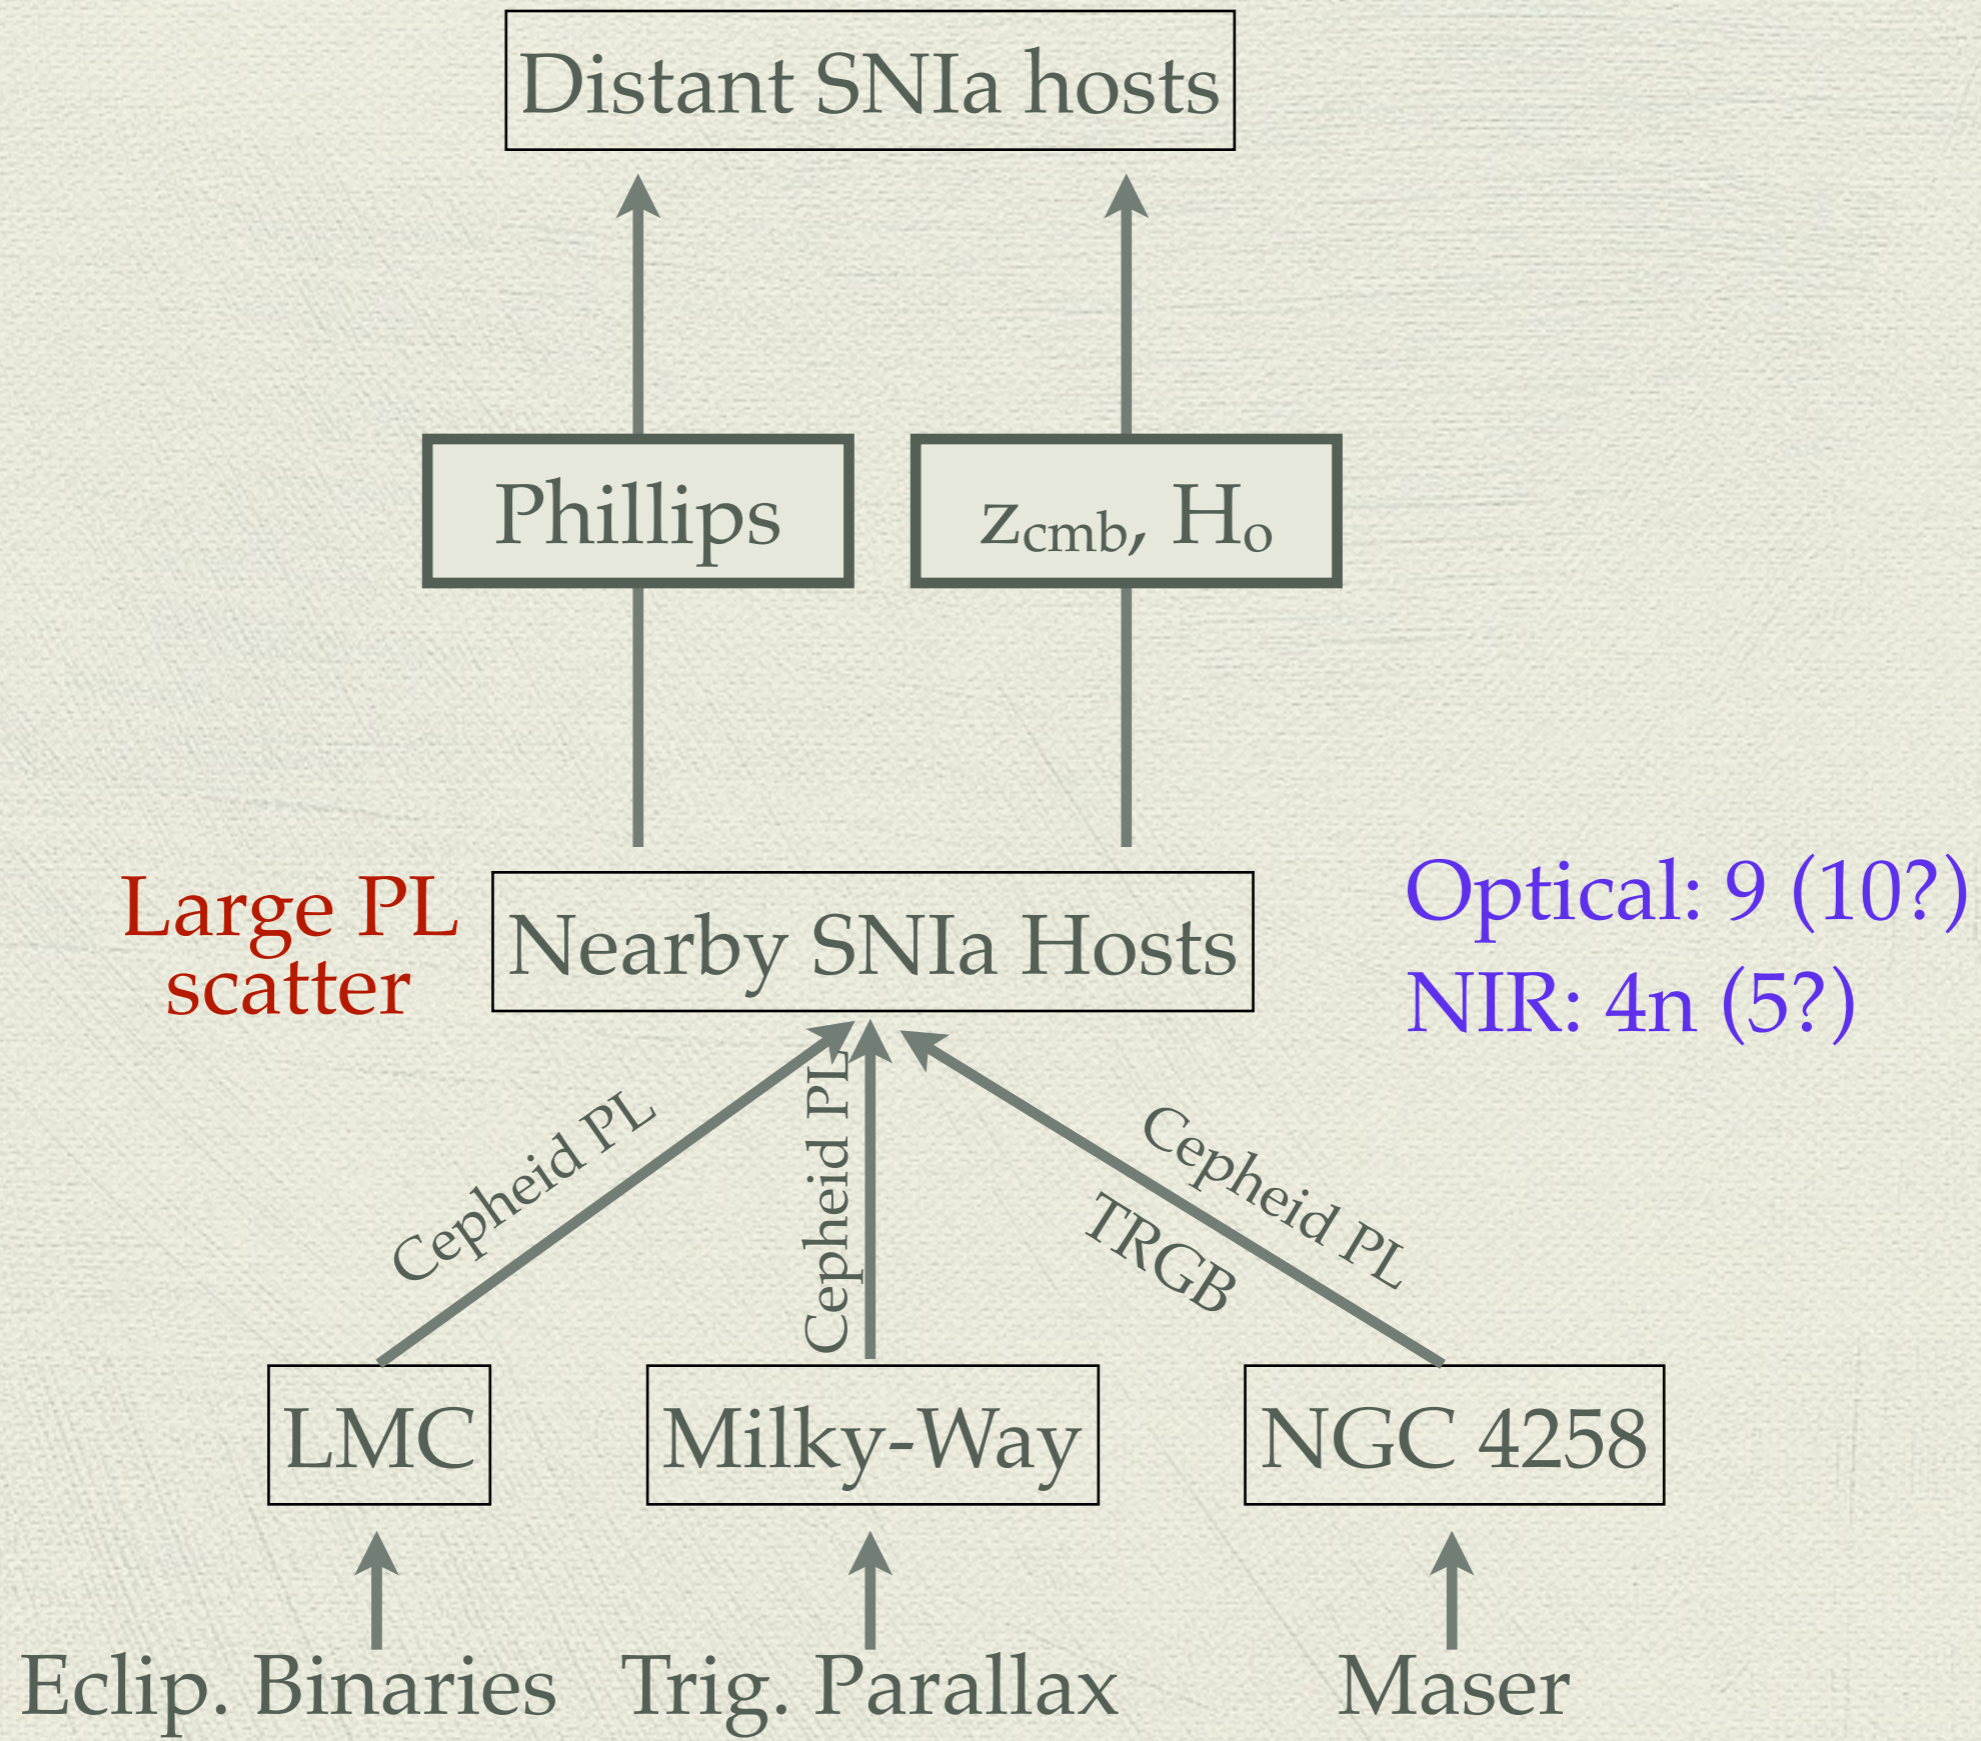 Distant SNIa hosts
Phillips
zcmb, Ho
Large PL
scatter
Nearby SNIa Hosts
Optical: 9 (10?)
NIR: 4n (5?)
Cepheid PL
Cepheid PL
Cepheid PL
TRGB
LMC
Milky-Way
NGC 4258
Eclip. Binaries
Trig. Parallax
Maser